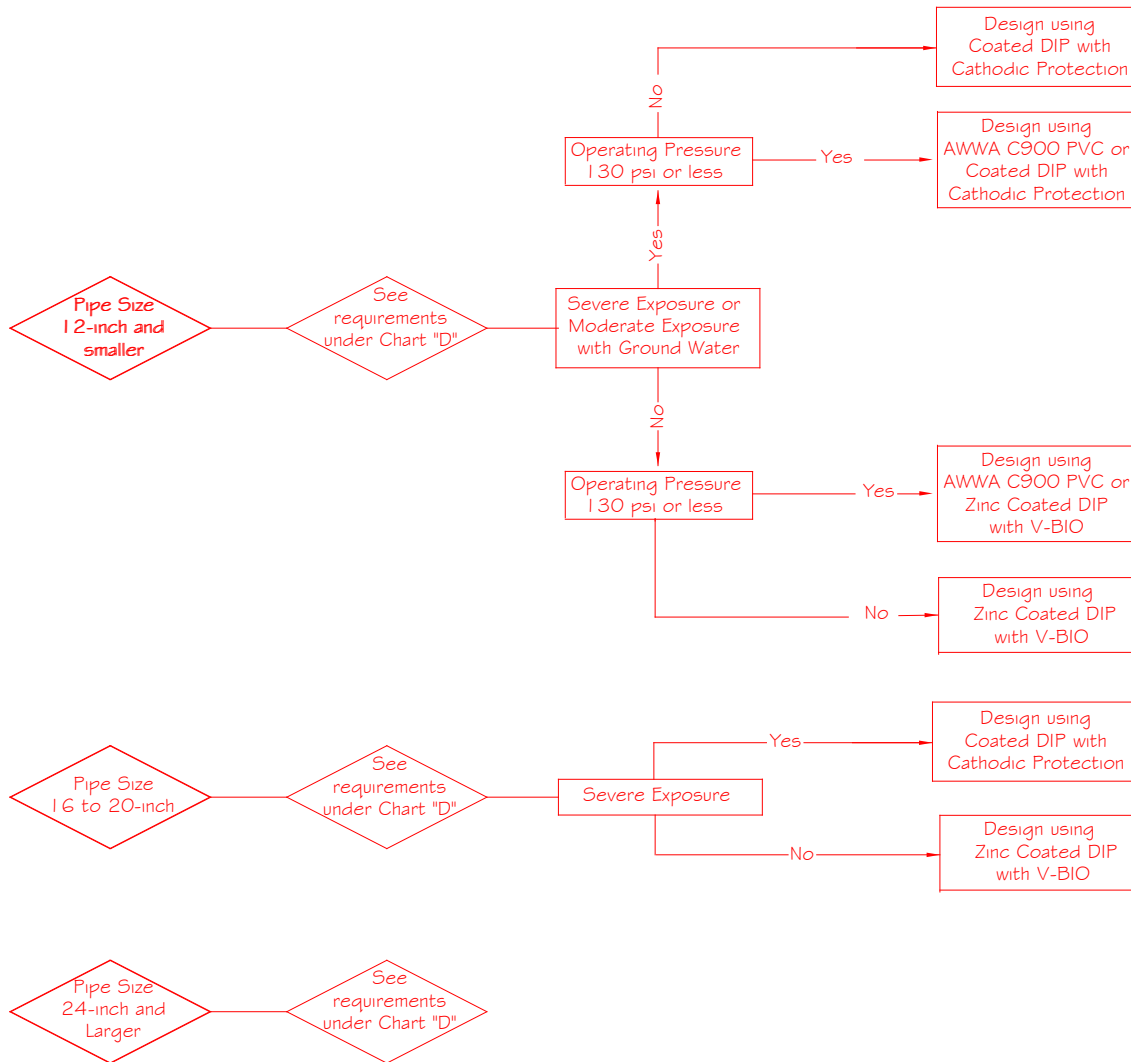 Design using
Coated DIP with
Cathodic Protection
No
Operating Pressure
130 psi or less
Yes
Design using
AWWA C900 PVC or
Coated DIP with
Cathodic Protection
Yes
Pipe Size
12-inch and
smaller
See
requirements
under Chart "D"
Severe Exposure or
Moderate Exposure
with Ground Water
No
Operating Pressure
130 psi or less
Yes
Design using
AWWA C900 PVC or
Zinc Coated DIP
with V-BIO
No
Design using
Zinc Coated DIP
with V-BIO
Pipe Size
16 to 20-inch
See
requirements
under Chart "D"
Severe Exposure
Yes
Design using
Coated DIP with
Cathodic Protection
No
Design using
Zinc Coated DIP
with V-BIO
Pipe Size
24-inch and
Larger
See
requirements
under Chart "D"